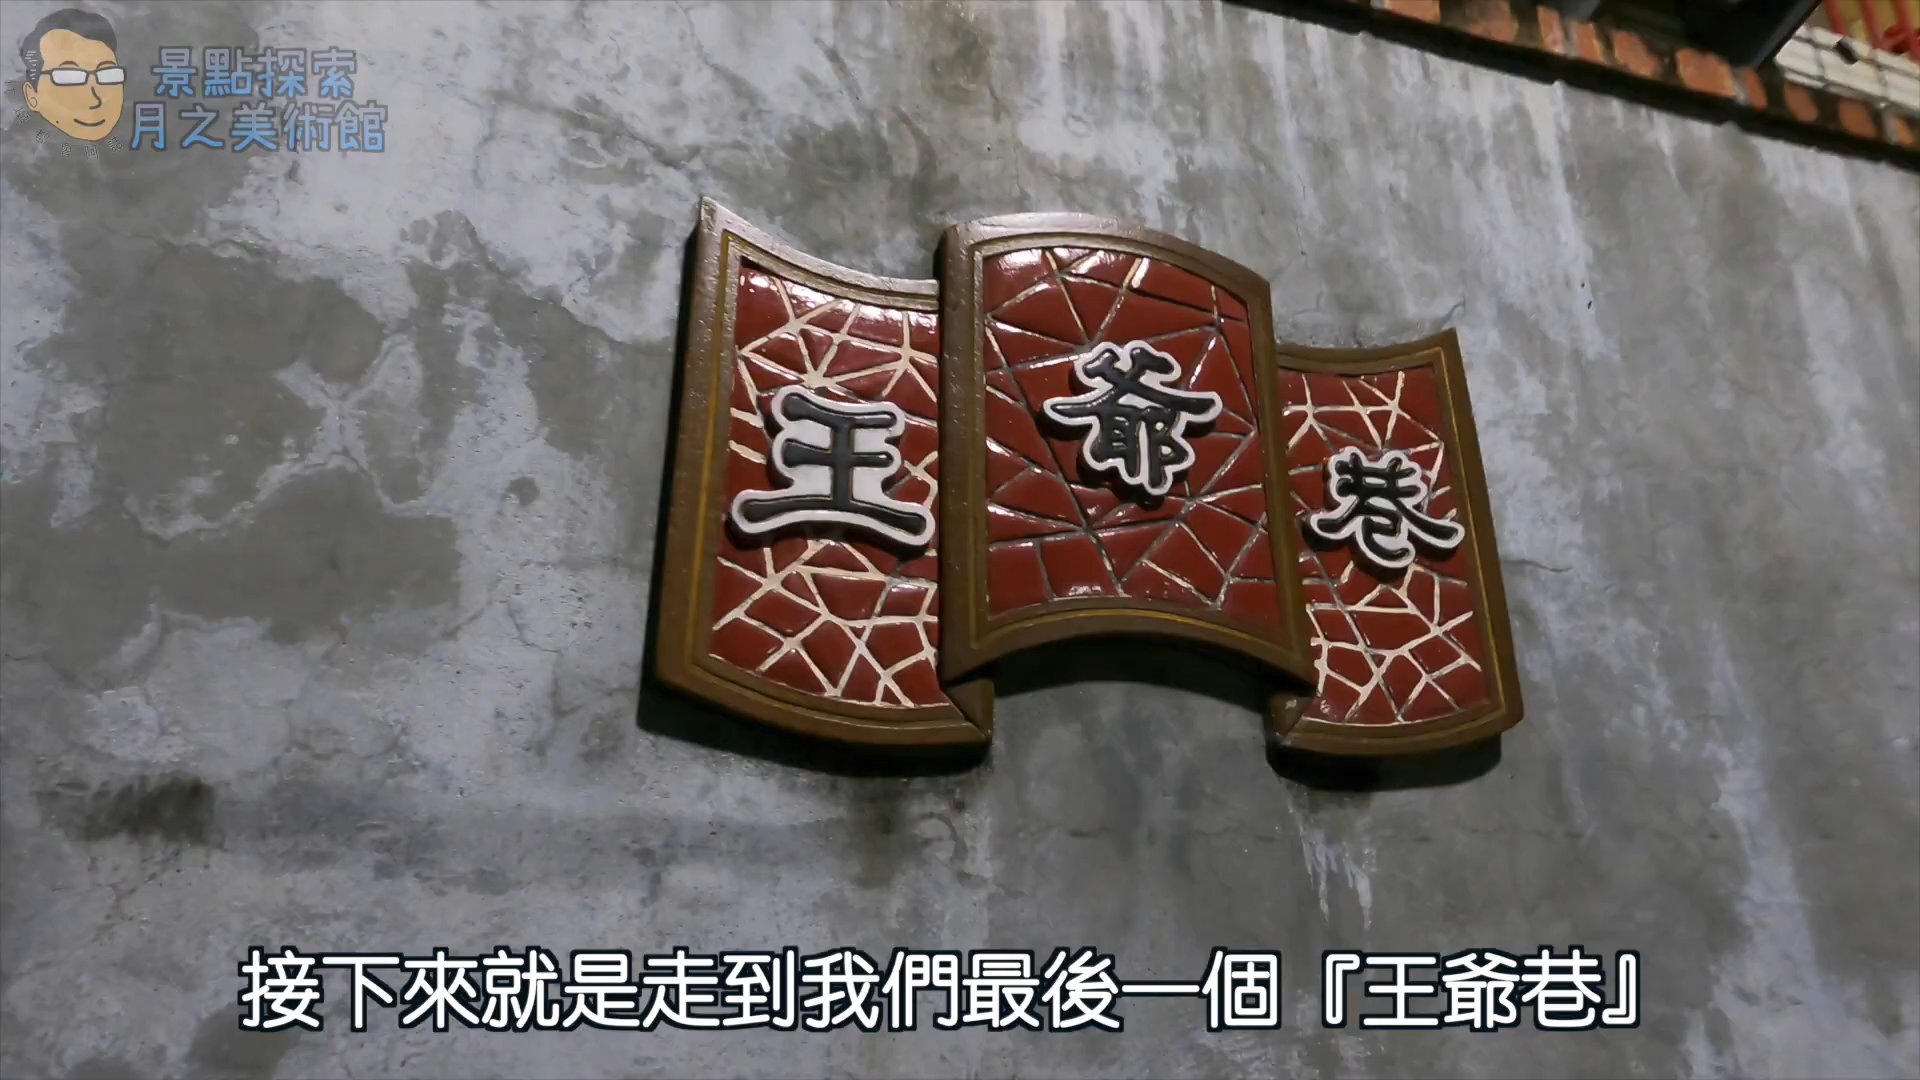 景點探索
月之美術館
王爺巷
接下來就是走到我們最後一個『王爺巷』